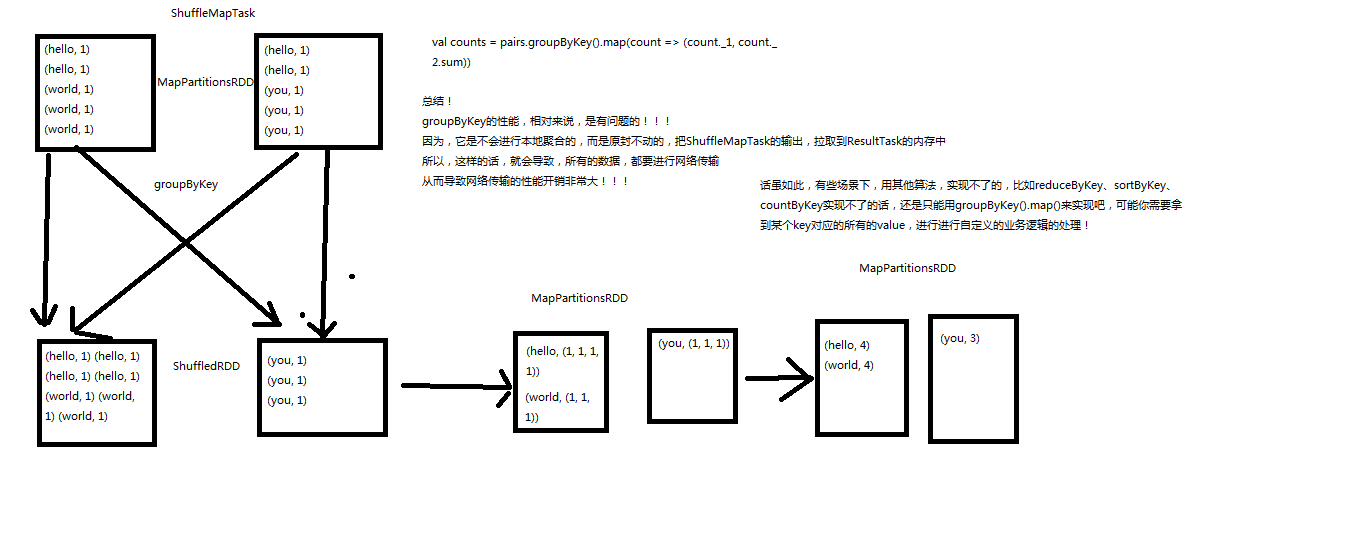 ShuffleMapTask
(hello, 1)
(hello, 1)
(world, 1)
(world, 1)
(world, 1)
MapPartitionsRDD
(hello, 1)
(hello, 1)
(you, 1)
(you, 1)
(you, 1)
val counts = pairs.groupByKey().map(count => (count._1, count._
2.sum))
总结！
groupByKey的性能，相对来说，是有问题的！！！
因为，它是不会进行本地聚合的，而是原封不动的，把ShuffleMapTask的输出，拉取到ResultTask的内存中
所以，这样的话，就会导致，所有的数据，都要进行网络传输
从而导致网络传输的性能开销非常大！！！
话虽如此，有些场景下，用其他算法，实现不了的，比如reduceByKey、sortByKey、
countByKey实现不了的话，还是只能用groupByKey().map()来实现吧，可能你需要拿
到某个key对应的所有的value，进行进行自定义的业务逻辑的处理！
groupByKey
(hello, 1) (hello, 1)
(hello, 1) (hello, 1)
(world, 1) (world,
1) (world, 1)
ShuffledRDD
(you, 1)
(you, 1)
(you, 1)
MapPartitionsRDD
(hello, (1, 1, 1,
1))
(world, (1, 1,
1))
(you, (1, 1, 1))
MapPartitionsRDD
(hello, 4)
(world, 4)
(you, 3)